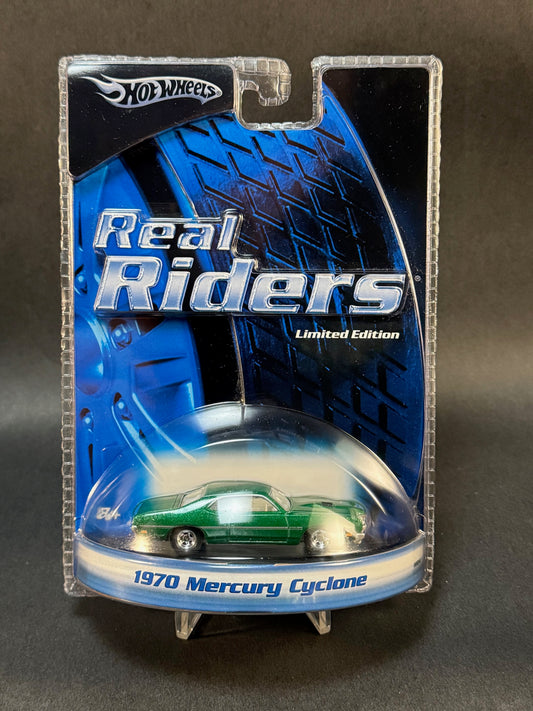 Hot Wheels
Real
Riders®
Limited Edition
1970 Mercury Cyclone